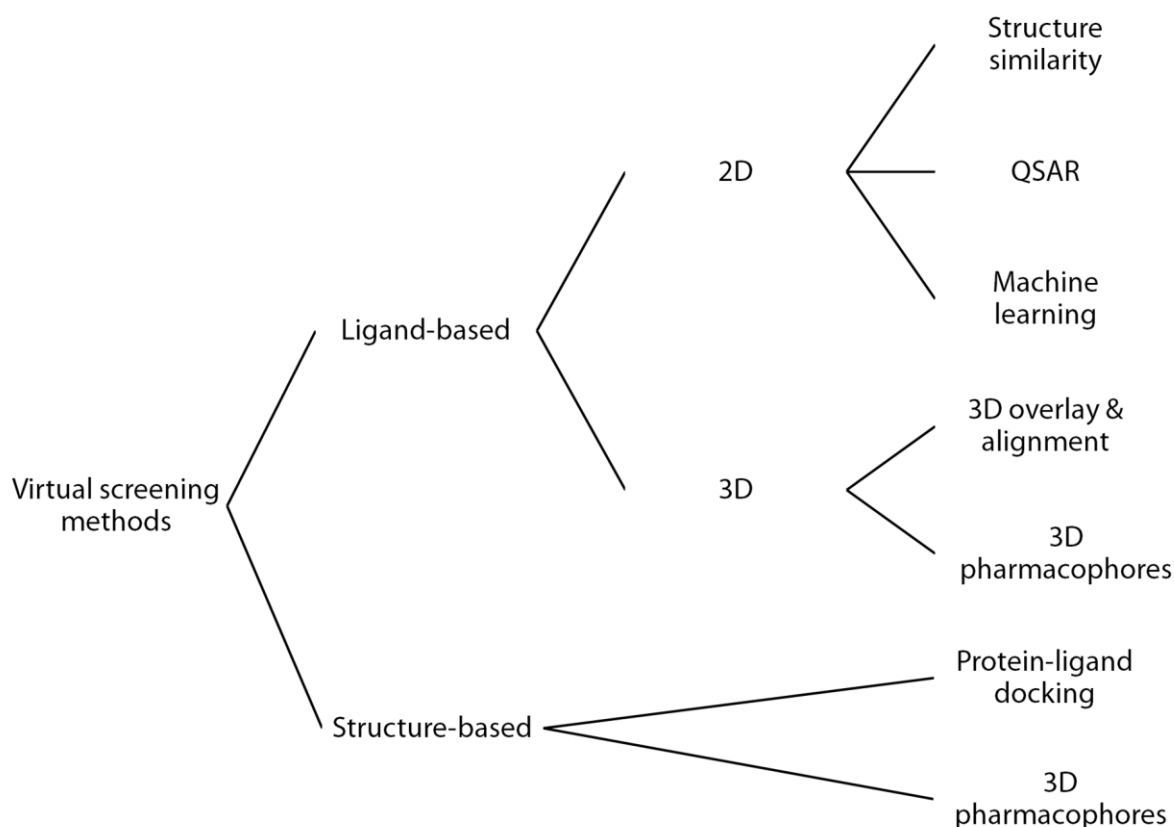 Structure
similarity
2D
QSAR
Machine
learning
Ligand-based
3D overlay &
alignment
Virtual screening
methods
3D
3D
pharmacophores
Protein-ligand
docking
Structure-based
3D
pharmacophores